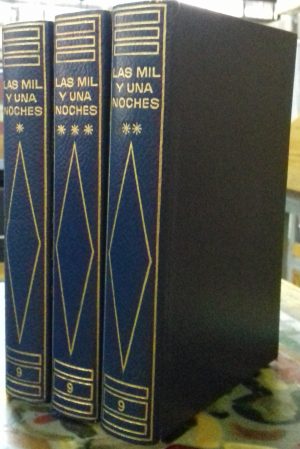 LAS MIL
Y UNA
NOCHES
*
9
LAS MIL
Y UNA
NOCHES
***
9
LAS MIL
Y UNA
NOCHES
**
9